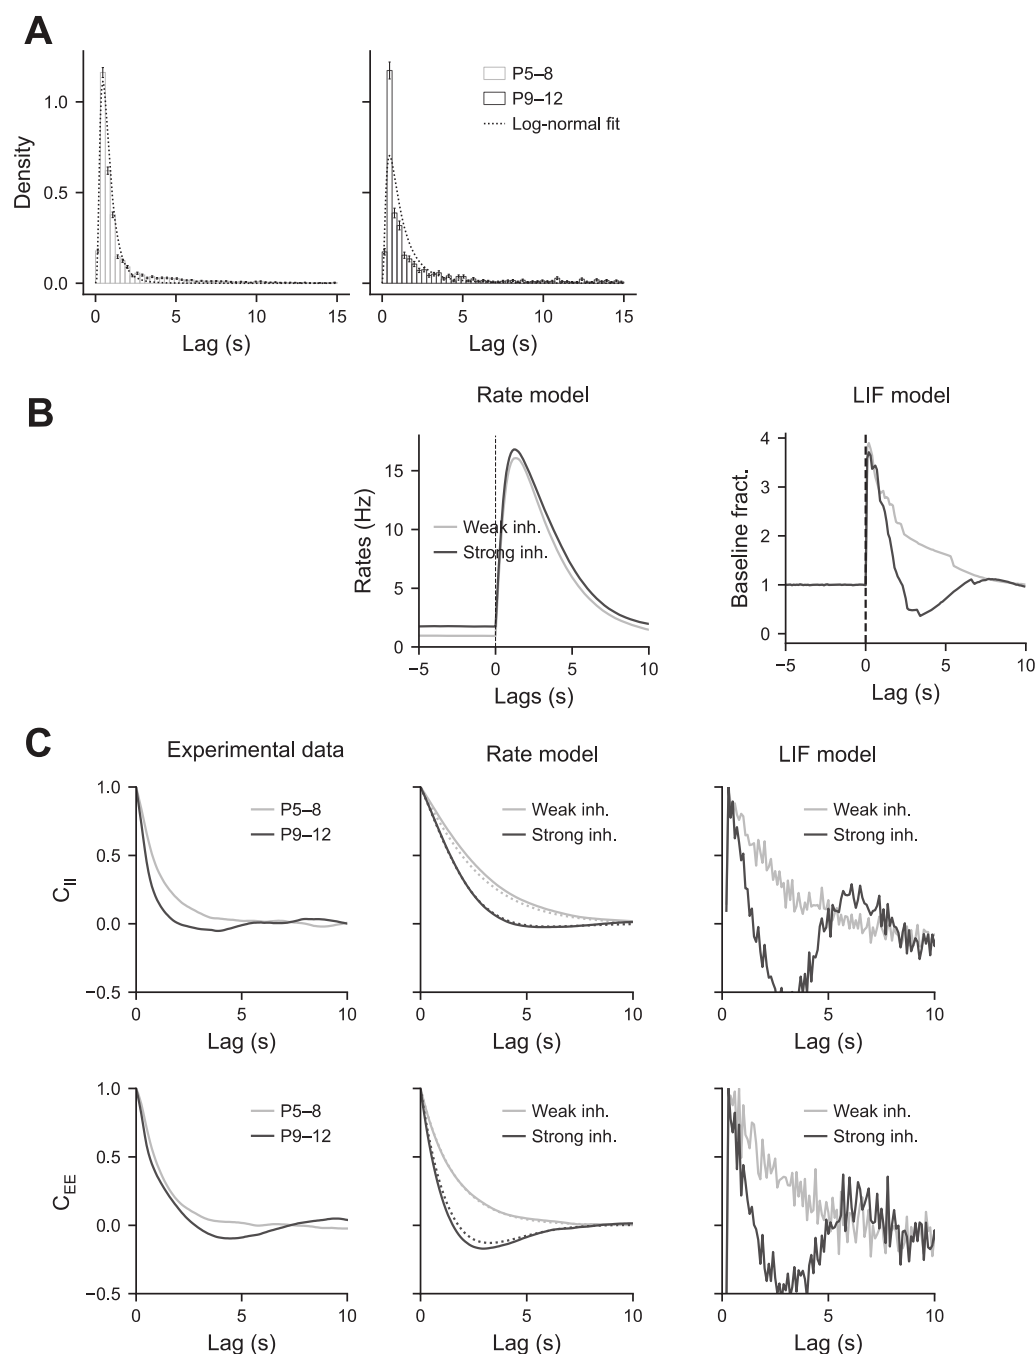 A
Density
1.0
0.5
0.0
0
5
10
15
Lag (s)
0
5
10
15
Lag (s)
P5–8
P9–12
Log-normal fit
B
Rate model
Rates (Hz)
15
10
5
0
Weak inh.
Strong inh.
−5
0
5
10
Lags (s)
LIF model
Baseline fract.
4
3
2
1
0
−5
0
5
10
Lag (s)
C
Experimental data
Rate model
LIF model
C_II
1.0
0.5
0.0
−0.5
P5–8
P9–12
0
5
10
Lag (s)
Weak inh.
Strong inh.
0
5
10
Lag (s)
Weak inh.
Strong inh.
0
5
10
Lag (s)
C_EE
1.0
0.5
0.0
−0.5
P5–8
P9–12
0
5
10
Lag (s)
Weak inh.
Strong inh.
0
5
10
Lag (s)
Weak inh.
Strong inh.
0
5
10
Lag (s)